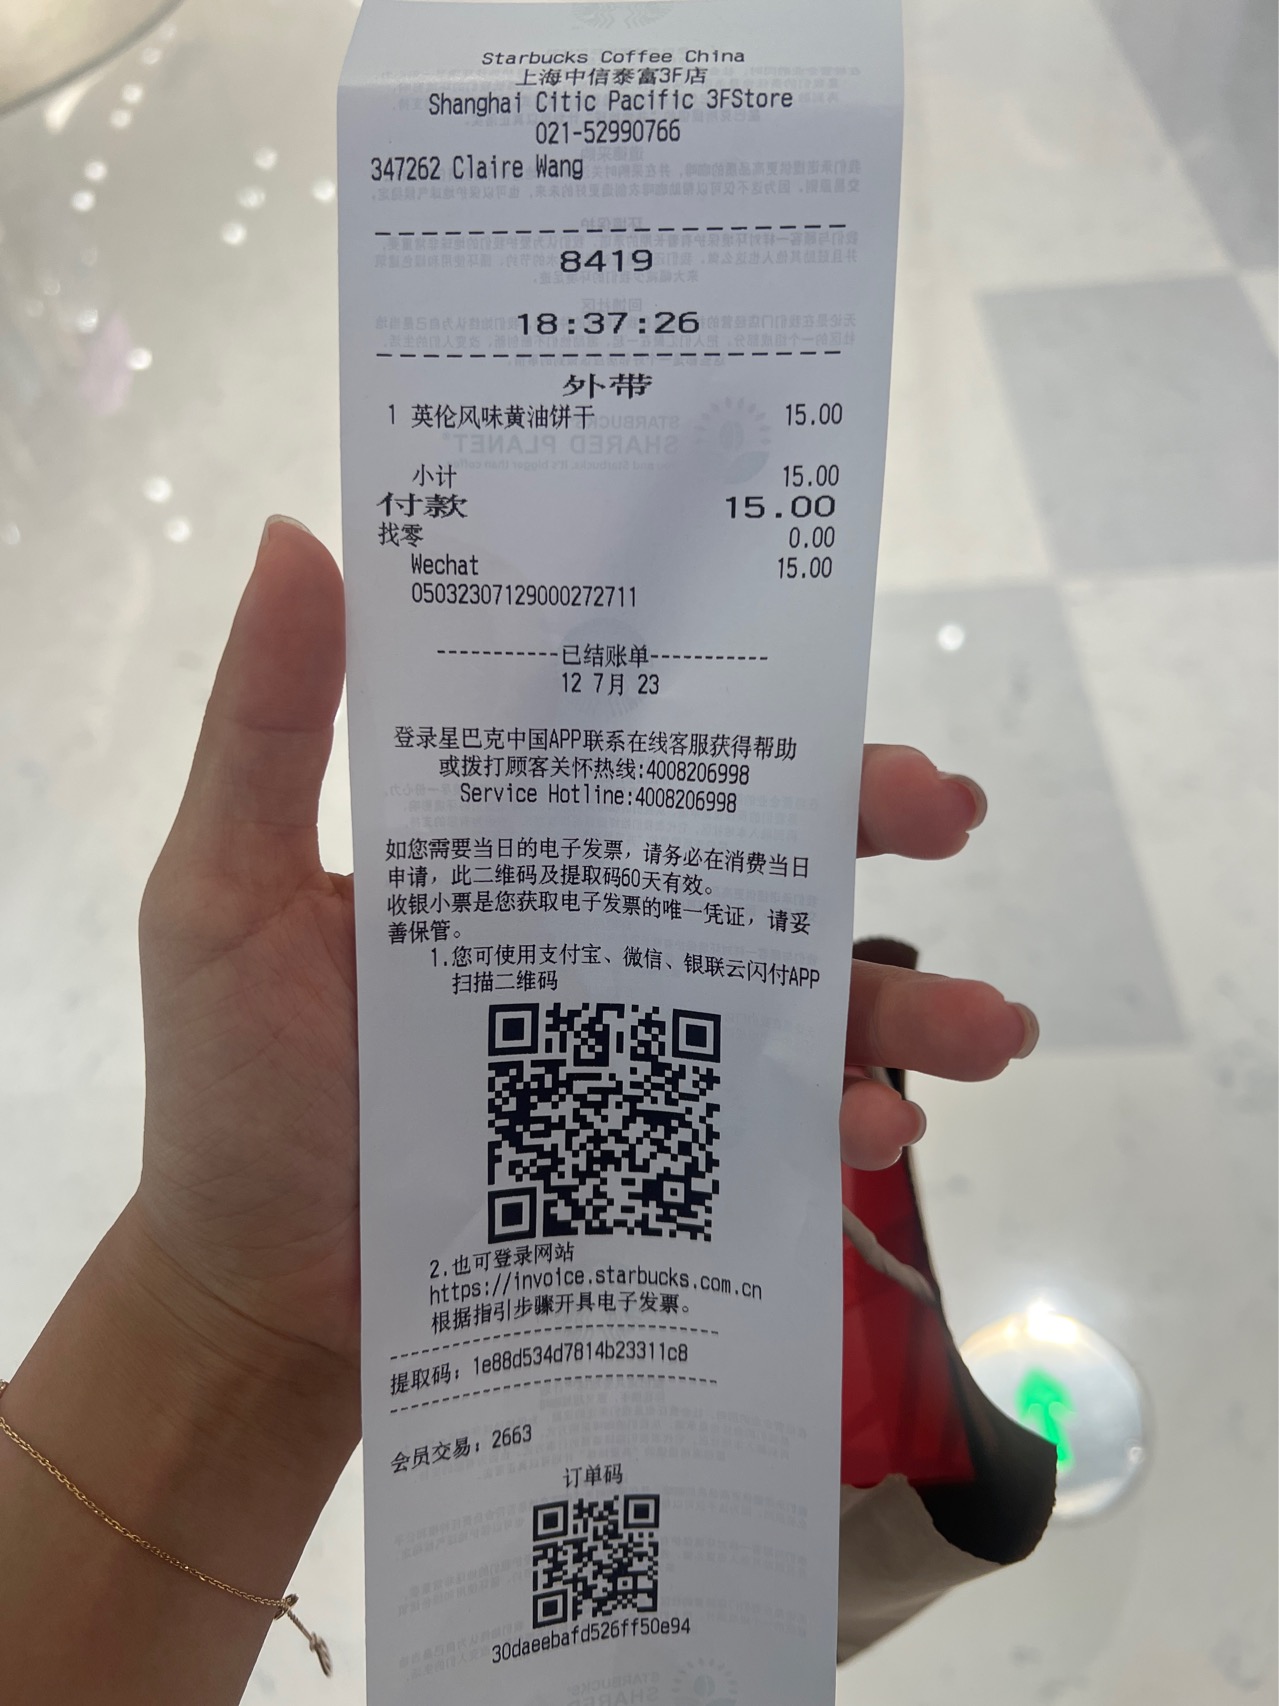 Starbucks Coffee China
上海中信泰富3F店
Shanghai Citic Pacific 3FStore
021-52990766
347262 Claire Wang
8419
18:37:26
外带
1 英伦风味黄油饼干 15.00
小计 15.00
付款 15.00
找零 0.00
Wechat 15.00
05032307129000272711
-----------已结账单-----------
12 7月 23
登录星巴克中国APP联系在线客服获得帮助
或拨打顾客关怀热线:4008206998
Service Hotline:4008206998
如您需要当日的电子发票，请务必在消费当日
申请，此二维码及提取码60天有效。
收银小票是您获取电子发票的唯一凭证，请妥
善保管。
1.您可使用支付宝、微信、银联云闪付APP
扫描二维码
2.也可登录网站
https://invoice.starbucks.com.cn
根据指引步骤开具电子发票。
提取码：1e88d534d7814b23311c8
会员交易：2663
订单码
30daeebafd526ff50e94